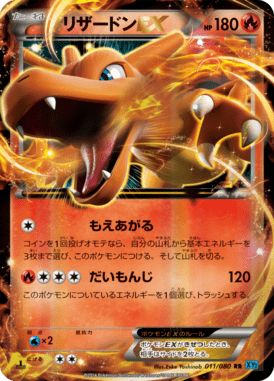 リザードンEX HP180
もえあがる
コインを1回投げオモテなら、自分の山札から基本エネルギーを
3枚まで選び、このポケモンにつける。そして山札を切る。
だいもんじ 120
このポケモンについているエネルギーを1個選び、トラッシュする。
×2
にげる
ポケモンEXのルール
ポケモンEXがきぜつしたとき、
相手はサイドを2枚とる。
Illus. Eske Yoshinob 011/080 RR